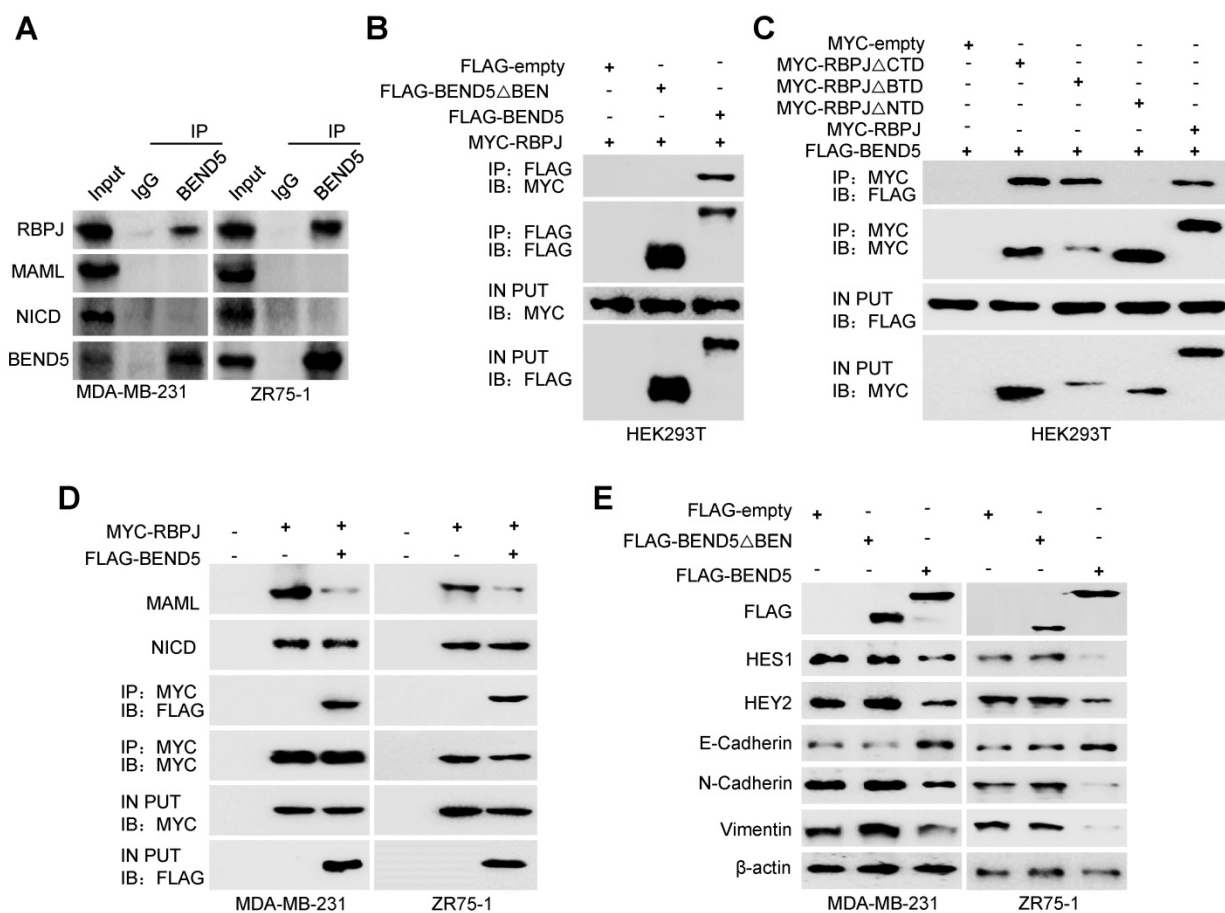 A
IP
IP
Input
IgG
BEND5
Input
IgG
BEND5
RBPJ
MAML
NICD
BEND5
MDA-MB-231
ZR75-1
B
FLAG-empty + - -
FLAG-BEND5△BEN - + -
FLAG-BEND5 - - +
MYC-RBPJ + + +
IP: FLAG
IB: MYC
IP: FLAG
IB: FLAG
IN PUT
IB: MYC
IN PUT
IB: FLAG
HEK293T
C
MYC-empty + - - - -
MYC-RBPJ△CTD - + - - -
MYC-RBPJ△BTD - - + - -
MYC-RBPJ△NTD - - - + -
MYC-RBPJ - - - - +
FLAG-BEND5 + + + + +
IP: MYC
IB: FLAG
IP: MYC
IB: MYC
IN PUT
IB: FLAG
IN PUT
IB: MYC
HEK293T
D
MYC-RBPJ - + + - + +
FLAG-BEND5 - - + - - +
MAML
NICD
IP: MYC
IB: FLAG
IP: MYC
IB: MYC
IN PUT
IB: MYC
IN PUT
IB: FLAG
MDA-MB-231
ZR75-1
E
FLAG-empty + - - + - -
FLAG-BEND5△BEN - + - - + -
FLAG-BEND5 - - + - - +
FLAG
HES1
HEY2
E-Cadherin
N-Cadherin
Vimentin
β-actin
MDA-MB-231
ZR75-1